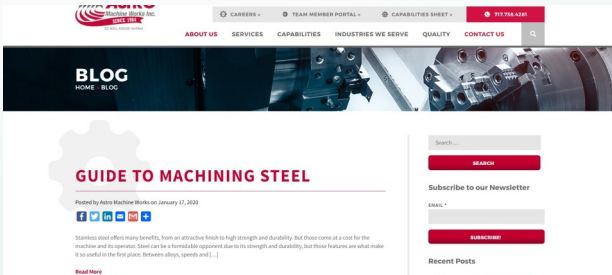 ASTRO
Machine Works Inc.
SINCE 1984
CAREERS »
TEAM MEMBER PORTAL »
CAPABILITIES SHEET »
717.738.4281
ABOUT US
SERVICES
CAPABILITIES
INDUSTRIES WE SERVE
QUALITY
CONTACT US
BLOG
HOME - BLOG
GUIDE TO MACHINING STEEL
Posted by Astro Machine Works on January 17, 2020
Stainless steel offers many benefits, from an attractive finish to high strength and durability. But those come at a cost for the
machine and its operator. Steel can be a formidable opponent due to its strength and durability, but those features are what make
it so useful in the first place. Between alloys, speeds and [...]
Read More
Search ...
SEARCH
Subscribe to our Newsletter
EMAIL *
SUBSCRIBE!
Recent Posts